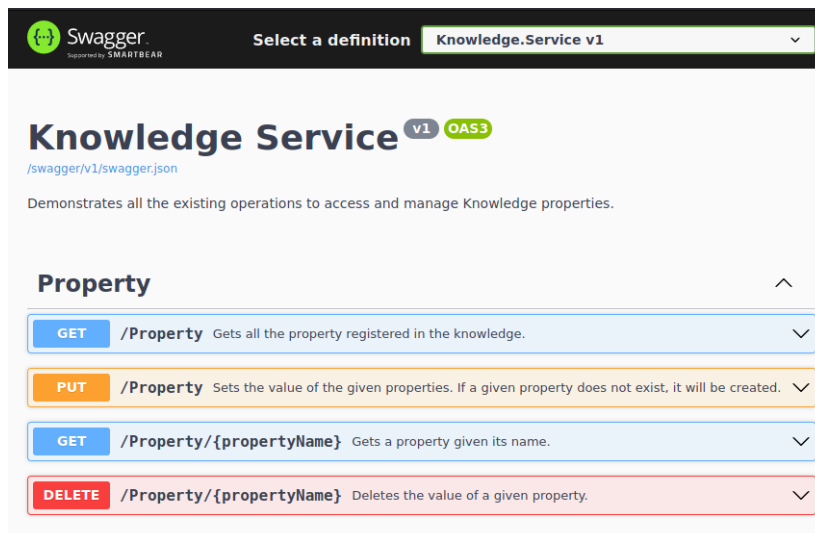 {···} Swagger.
Supported by SMARTBEAR
Select a definition
Knowledge.Service v1
Knowledge Service v1 OAS3
/swagger/v1/swagger.json
Demonstrates all the existing operations to access and manage Knowledge properties.
Property
GET /Property Gets all the property registered in the knowledge.
PUT /Property Sets the value of the given properties. If a given property does not exist, it will be created.
GET /Property/{propertyName} Gets a property given its name.
DELETE /Property/{propertyName} Deletes the value of a given property.